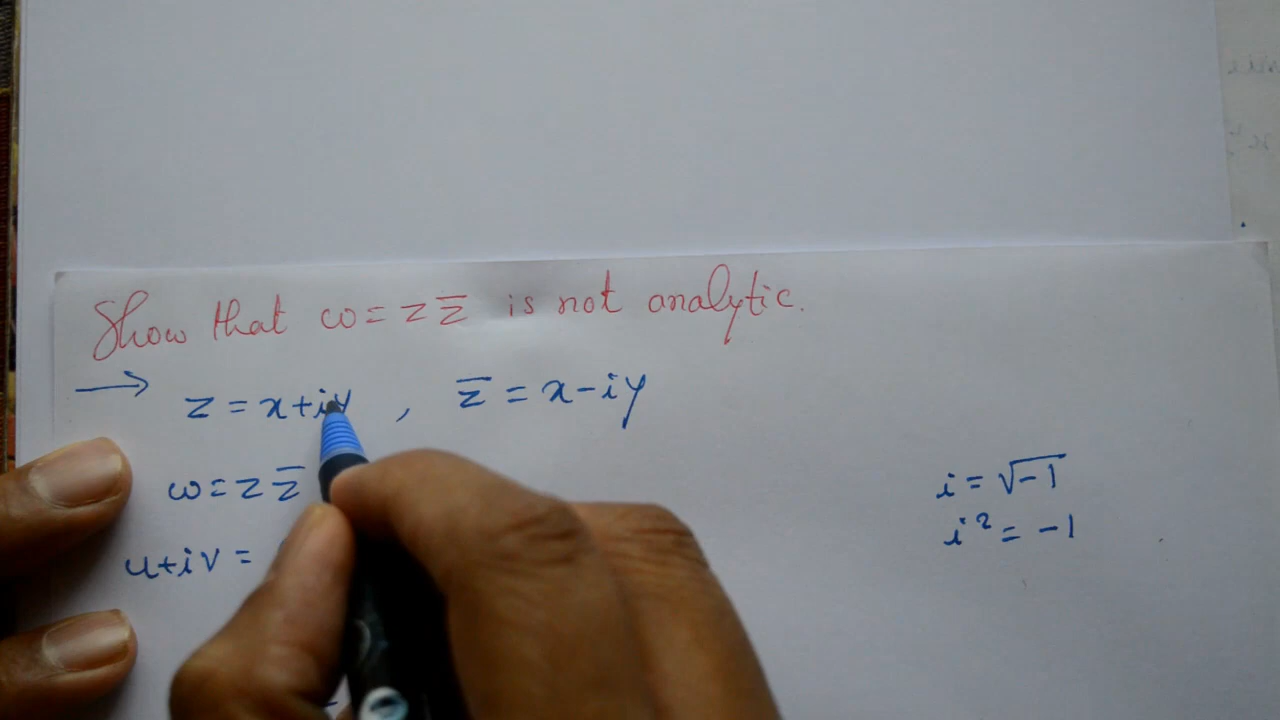 Show that ω = z z̅ is not analytic.
→ z = x+iy , z̅ = x-iy
ω = z z̅
i = √-1
i² = -1
u+iv =